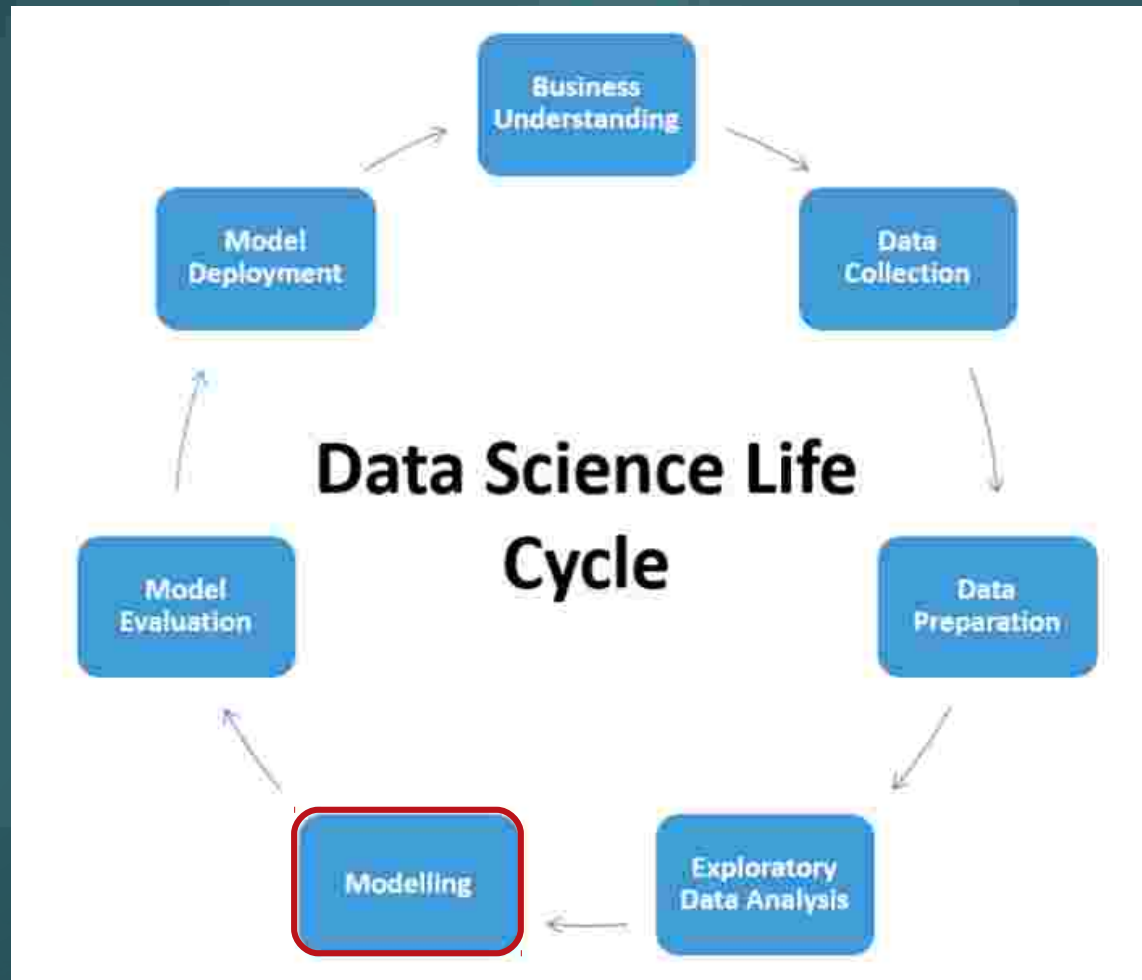 Business
Understanding
Data
Collection
Data
Preparation
Exploratory
Data Analysis
Modelling
Model
Evaluation
Model
Deployment
Data Science Life
Cycle